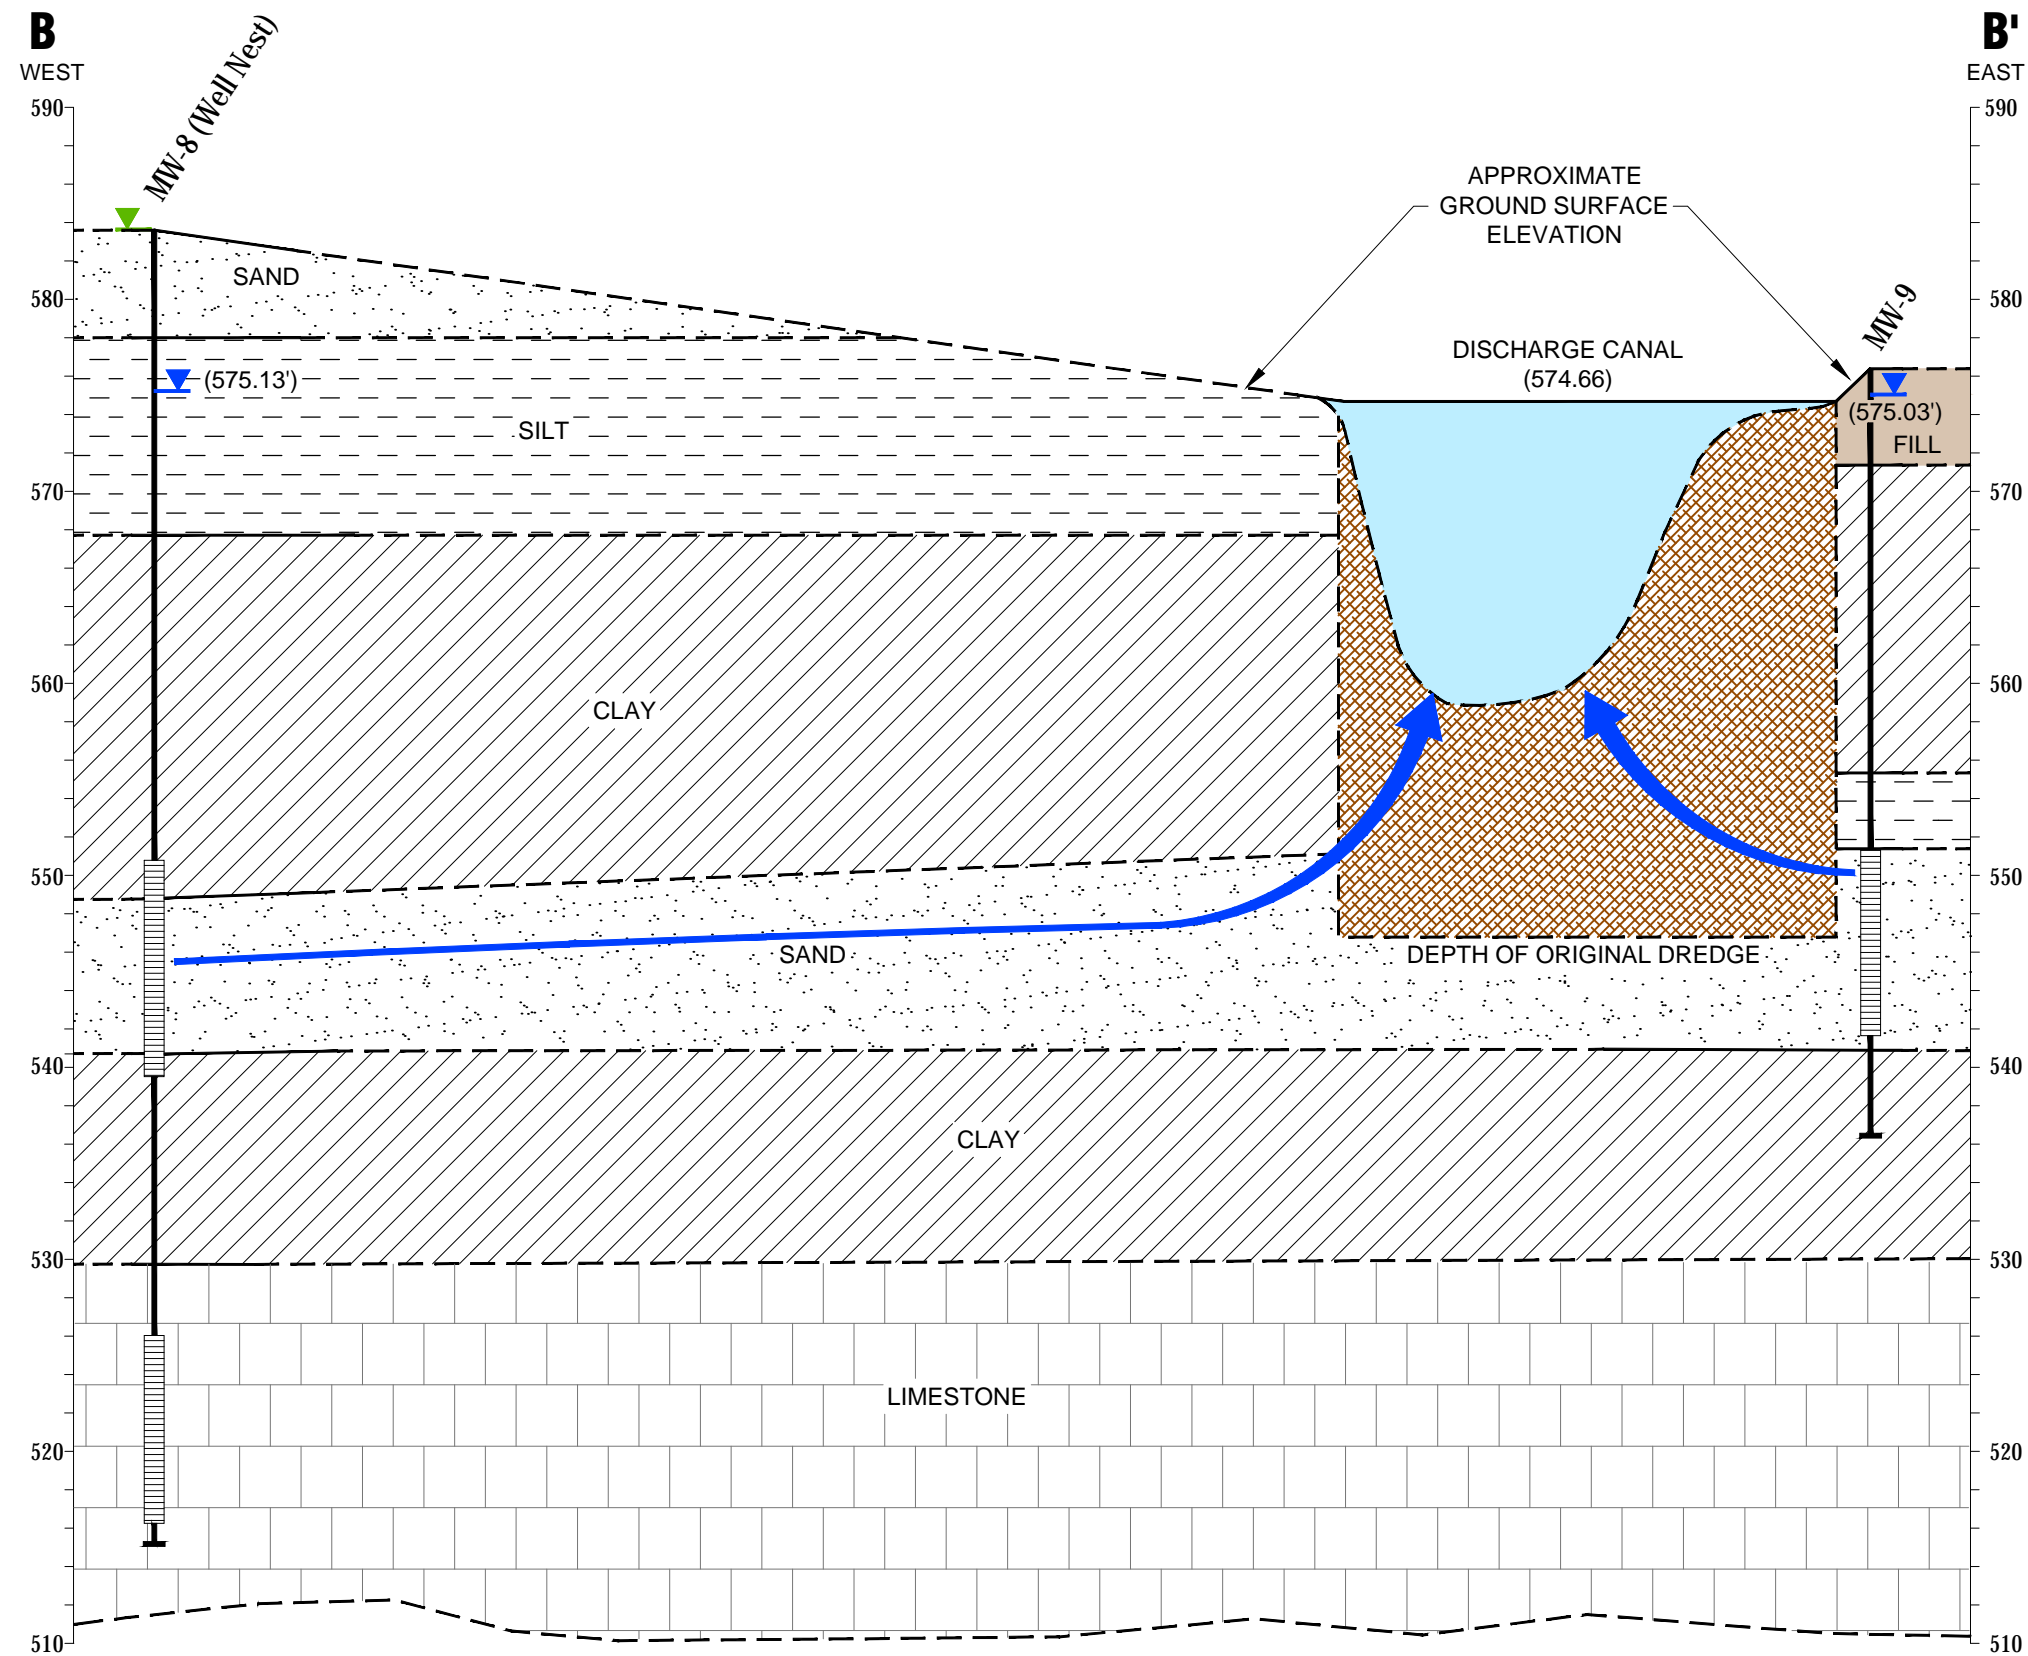 B
WEST
MW-8 (Well Nest)
B'
EAST
590
590
APPROXIMATE
GROUND SURFACE
ELEVATION
SAND
580
580
MW-9
DISCHARGE CANAL
(574.66)
(575.13')
(575.03')
SILT
FILL
570
570
560
560
CLAY
550
550
SAND
DEPTH OF ORIGINAL DREDGE
540
540
CLAY
530
530
LIMESTONE
520
520
510
510